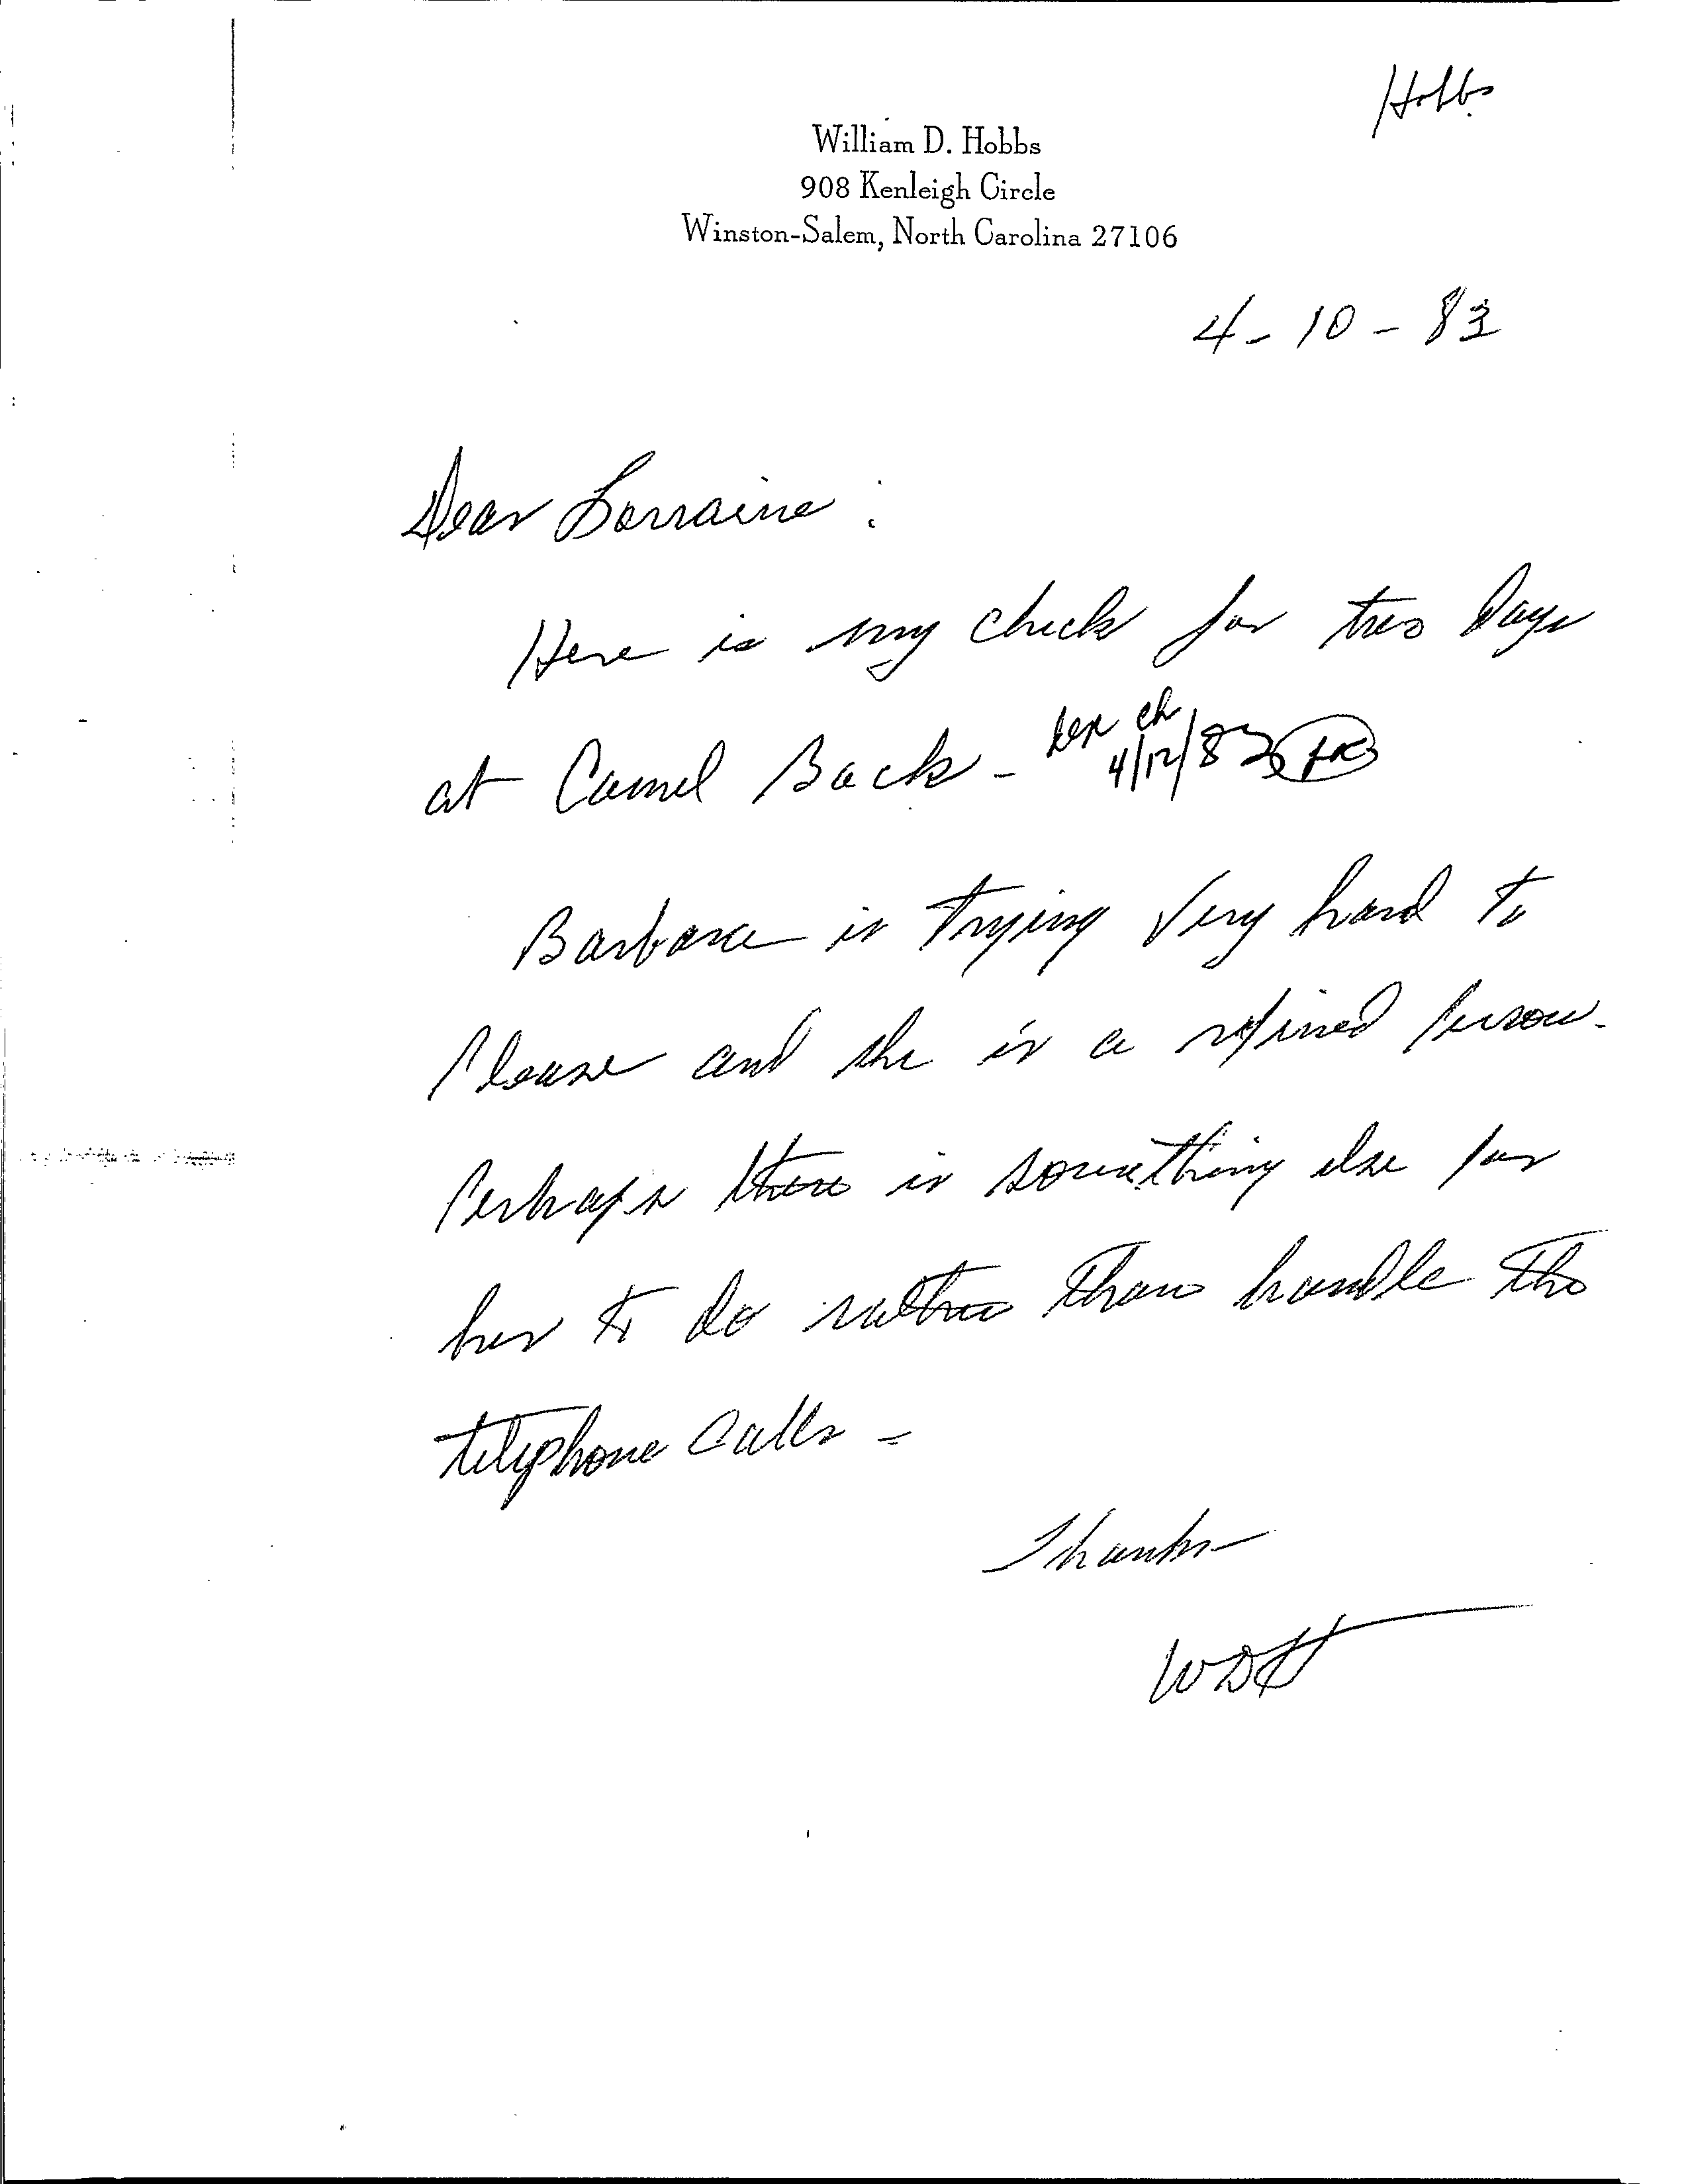 Hobbs
William D. Hobbs
908 Kenleigh Circle
Winston-Salem, North Carolina 27106
4-10-83
Dear Lorraine:
Here is my check for two days
at Camel Back - ch
4/12/83
Barbara is trying very hard to
please and she is a refined person.
Perhaps there is something else for
her to do rather than handle the
telephone calls -
Thanks
WDH